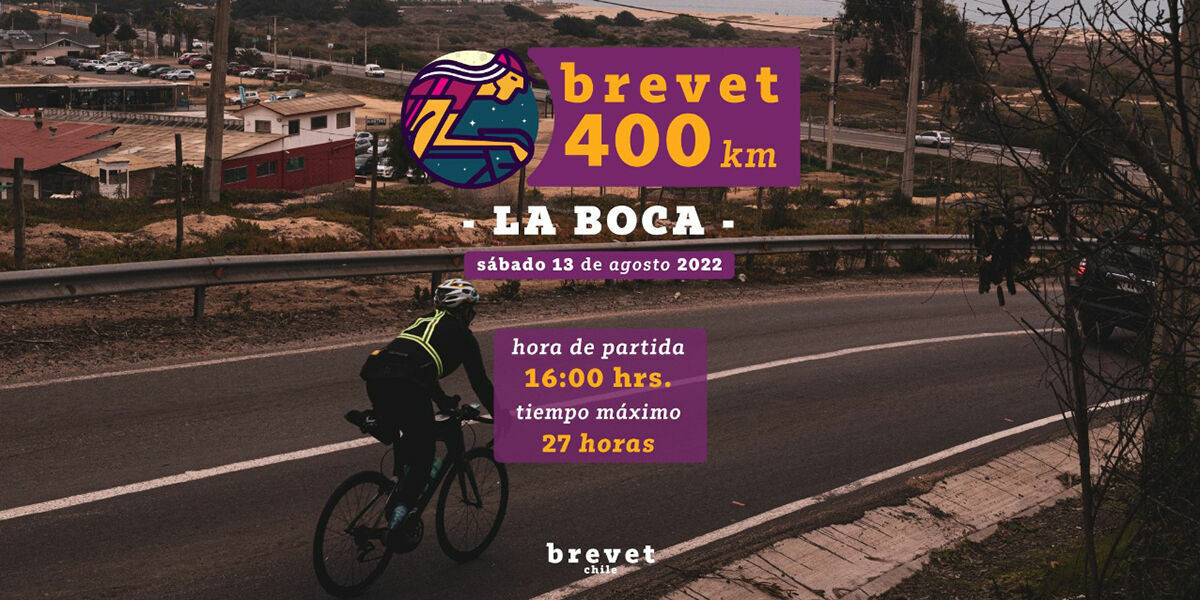 brevet
400 km
- LA BOCA -
sábado 13 de agosto 2022
hora de partida
16:00 hrs.
tiempo máximo
27 horas
brevet
chile